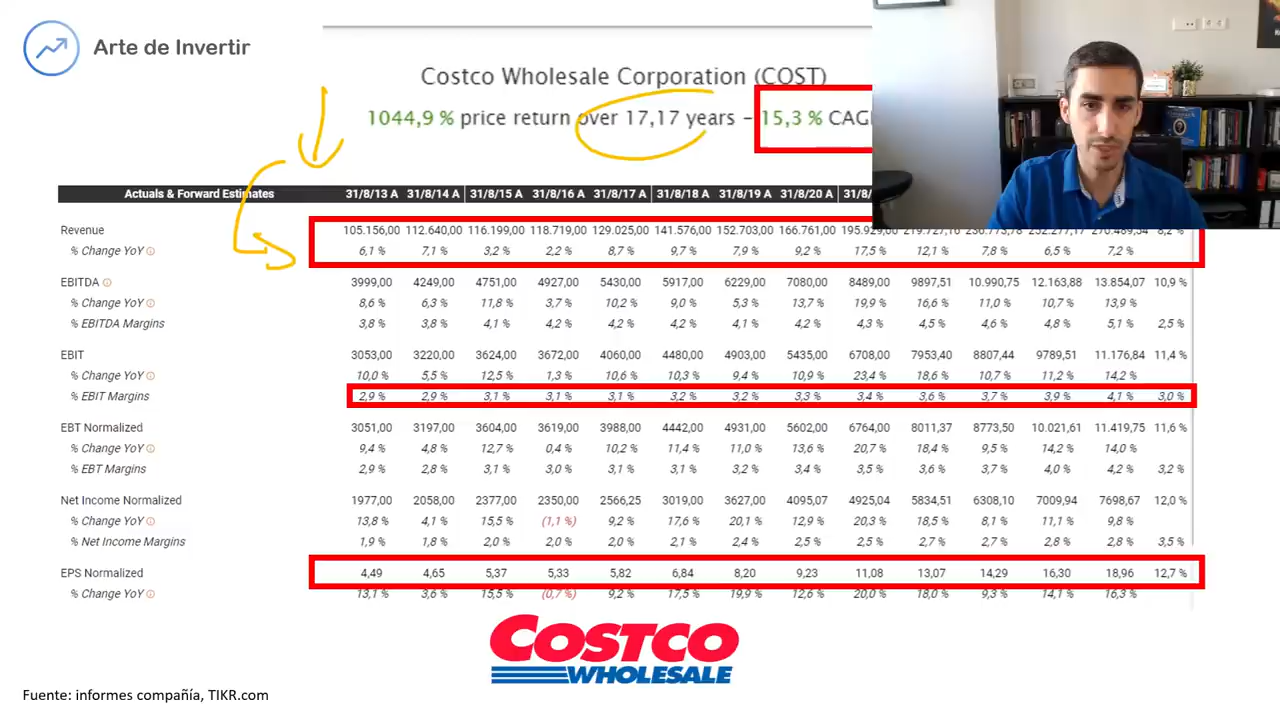 Arte de Invertir
Costco Wholesale Corporation (COST)
1044,9 % price return over 17,17 years - 15,3 %
Actuals & Forward Estimates 31/8/13 A 31/8/14 A 31/8/15 A 31/8/16 A 31/8/17 A 31/8/18 A 31/8/19 A 31/8/20 A
Revenue 105.156,00 112.640,00 116.199,00 118.719,00 129.025,00 141.576,00 152.703,00 166.761,00 195.929,00 8,2 %
% Change YoY 6,1 % 7,1 % 3,2 % 2,2 % 8,7 % 9,7 % 7,9 % 9,2 % 17,5 % 12,1 % 7,8 % 6,5 % 7,2 %
EBITDA 3999,00 4249,00 4751,00 4927,00 5430,00 5917,00 6229,00 7080,00 8489,00 9897,51 10.990,75 12.163,88 13.854,07 10,9 %
% Change YoY 8,6 % 6,3 % 11,8 % 3,7 % 10,2 % 9,0 % 5,3 % 13,7 % 19,9 % 16,6 % 11,0 % 10,7 % 13,9 %
% EBITDA Margins 3,8 % 3,8 % 4,1 % 4,2 % 4,2 % 4,2 % 4,1 % 4,2 % 4,3 % 4,5 % 4,6 % 4,8 % 5,1 % 2,5 %
EBIT 3053,00 3220,00 3624,00 3672,00 4060,00 4480,00 4903,00 5435,00 6708,00 7953,40 8807,44 9789,51 11.176,84 11,4 %
% Change YoY 10,0 % 5,5 % 12,5 % 1,3 % 10,6 % 10,3 % 9,4 % 10,9 % 23,4 % 18,6 % 10,7 % 11,2 % 14,2 %
% EBIT Margins 2,9 % 2,9 % 3,1 % 3,1 % 3,1 % 3,2 % 3,2 % 3,3 % 3,4 % 3,6 % 3,7 % 3,9 % 4,1 % 3,0 %
EBT Normalized 3051,00 3197,00 3604,00 3619,00 3988,00 4442,00 4931,00 5602,00 6764,00 8011,37 8773,50 10.021,61 11.419,75 11,6 %
% Change YoY 9,4 % 4,8 % 12,7 % 0,4 % 10,2 % 11,4 % 11,0 % 13,6 % 20,7 % 18,4 % 9,5 % 14,2 % 14,0 %
% EBT Margins 2,9 % 2,8 % 3,1 % 3,0 % 3,1 % 3,1 % 3,2 % 3,4 % 3,5 % 3,6 % 3,7 % 4,0 % 4,2 % 3,2 %
Net Income Normalized 1977,00 2058,00 2377,00 2350,00 2566,25 3019,00 3627,00 4095,07 4925,04 5834,51 6308,10 7009,94 7698,67 12,0 %
% Change YoY 13,8 % 4,1 % 15,5 % (1,1 %) 9,2 % 17,6 % 20,1 % 12,9 % 20,3 % 18,5 % 8,1 % 11,1 % 9,8 %
% Net Income Margins 1,9 % 1,8 % 2,0 % 2,0 % 2,0 % 2,1 % 2,4 % 2,5 % 2,5 % 2,7 % 2,7 % 2,8 % 2,8 % 3,5 %
EPS Normalized 4,49 4,65 5,37 5,33 5,82 6,84 8,20 9,23 11,08 13,07 14,29 16,30 18,96 12,7 %
% Change YoY 13,1 % 3,6 % 15,5 % (0,7 %) 9,2 % 17,5 % 19,9 % 12,6 % 20,0 % 18,0 % 9,3 % 14,1 % 16,3 %
COSTCO
WHOLESALE
Fuente: informes compañía, TIKR.com